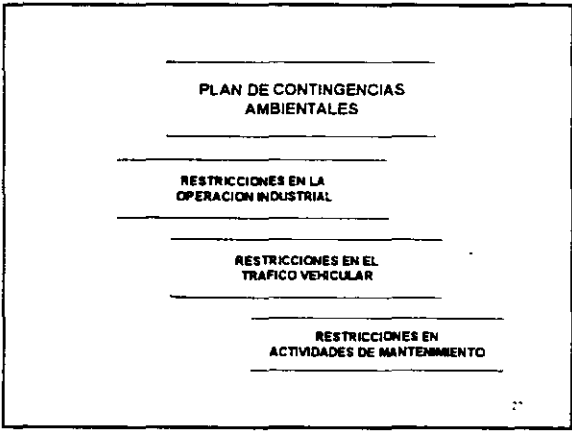 PLAN DE CONTINGENCIAS
AMBIENTALES
RESTRICCIONES EN LA
OPERACION INDUSTRIAL
RESTRICCIONES EN EL
TRAFICO VEHICULAR
RESTRICCIONES EN
ACTIVIDADES DE MANTENIMIENTO